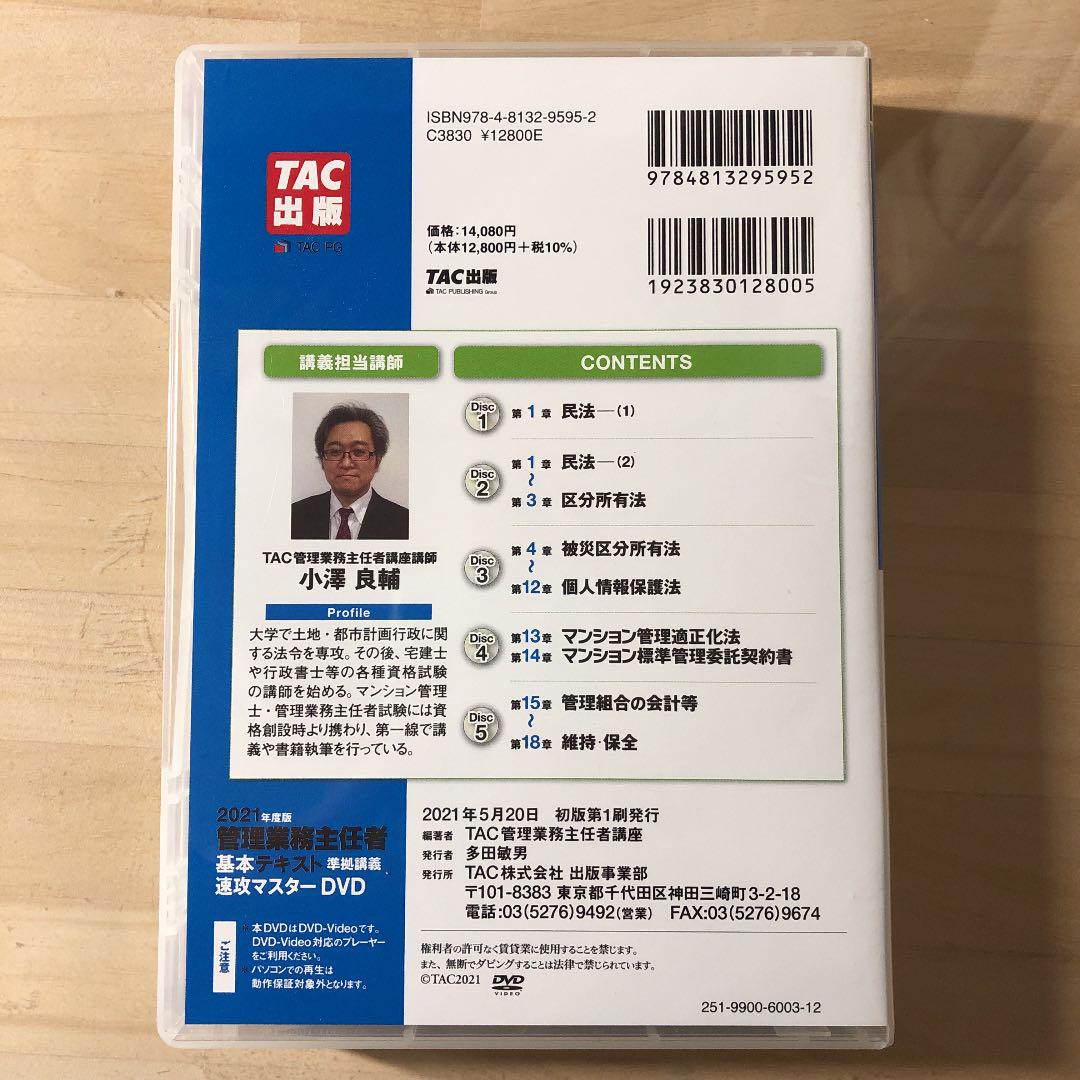 ISBN978-4-8132-9595-2
C3830 ¥12800E
9784813295952
TAC
出版
TAC PG
価格：14,080円
（本体12,800円＋税10%）
TAC出版
TAC PUBLISHING Group
1923830128005
講義担当講師
TAC管理業務主任者講座講師
小澤 良輔
Profile
大学で土地・都市計画行政に関
する法令を専攻。その後、宅建士
や行政書士等の各種資格試験
の講師を始める。マンション管理
士・管理業務主任者試験には資
格創設時より携わり、第一線で講
義や書籍執筆を行っている。
CONTENTS
Disc 1 第1章 民法―(1)
Disc 2 第1章 民法―(2)
〜
第3章 区分所有法
Disc 3 第4章 被災区分所有法
〜
第12章 個人情報保護法
Disc 4 第13章 マンション管理適正化法
第14章 マンション標準管理委託契約書
Disc 5 第15章 管理組合の会計等
〜
第18章 維持・保全
2021年度版
管理業務主任者
基本テキスト 準拠講義
速攻マスターDVD
ご注意
※本DVDはDVD-Videoです。
DVD-Video対応のプレーヤー
をご利用ください。
※パソコンでの再生は
動作保証対象外となります。
2021年5月20日 初版第1刷発行
編著者 TAC管理業務主任者講座
発行者 多田敏男
発行所 TAC株式会社 出版事業部
〒101-8383 東京都千代田区神田三崎町3-2-18
電話:03(5276)9492(営業) FAX:03(5276)9674
権利者の許可なく賃貸業に使用することを禁じます。
また、無断でダビングすることは法律で禁じられています。
©TAC2021 DVD VIDEO
251-9900-6003-12